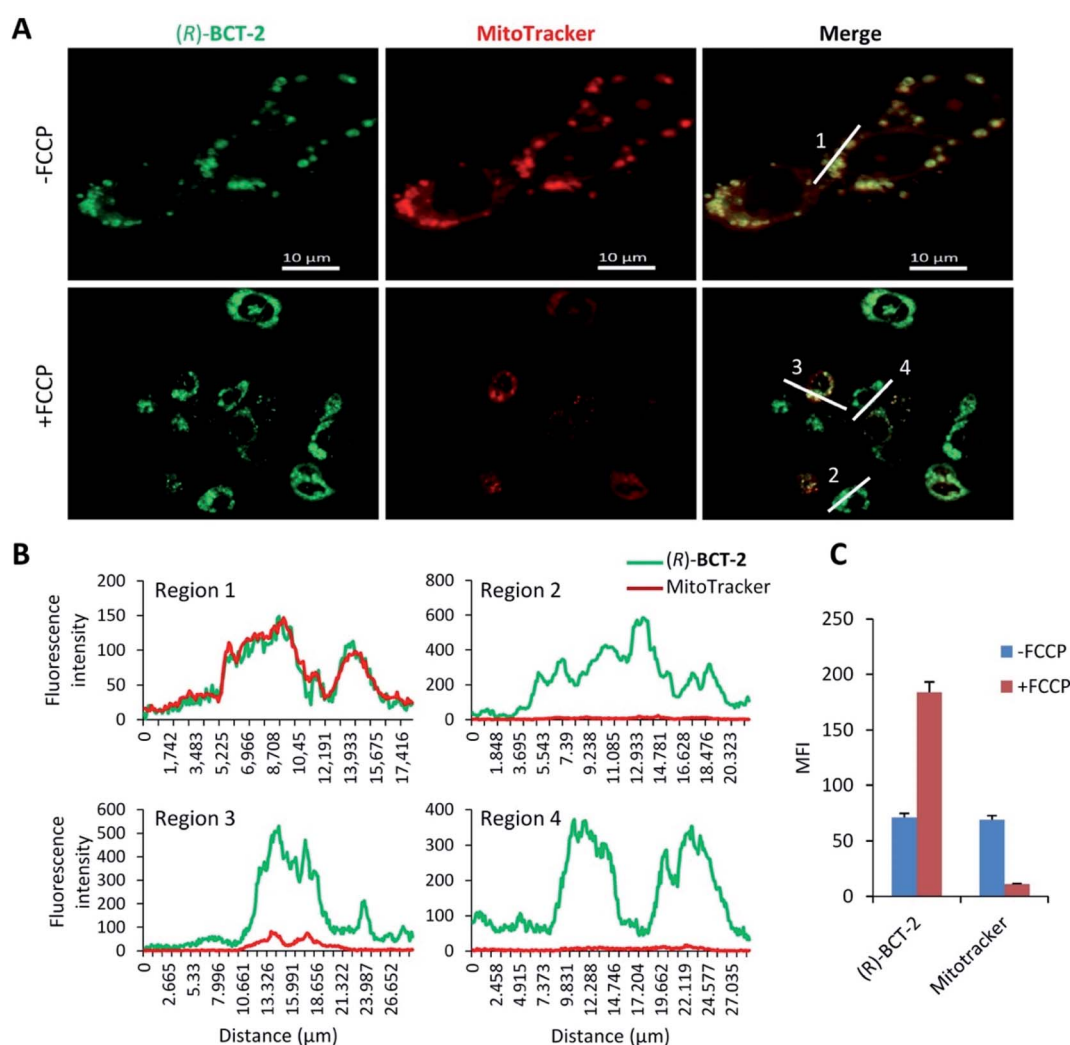 A
(R)-BCT-2 MitoTracker Merge
-FCCP
1
10 μm 10 μm 10 μm
+FCCP
3 4
2
B
(R)-BCT-2
MitoTracker
Region 1
Fluorescence
intensity
200
150
100
50
0
0 1,742 3,483 5,225 6,966 8,708 10,45 12,191 13,933 15,675 17,416
Region 2
800
600
400
200
0
0 1.848 3.695 5.543 7.39 9.238 11.085 12.933 14.781 16.628 18.476 20.323
Region 3
Fluorescence
intensity
600
500
400
300
200
100
0
0 2.665 5.33 7.996 10.661 13.326 15.991 18.656 21.322 23.987 26.652
Distance (μm)
Region 4
400
300
200
100
0
0 2.458 4.915 7.373 9.831 12.288 14.746 17.204 19.662 22.119 24.577 27.035
Distance (μm)
C
MFI
250
200
150
100
50
0
-FCCP
+FCCP
(R)-BCT-2 Mitotracker